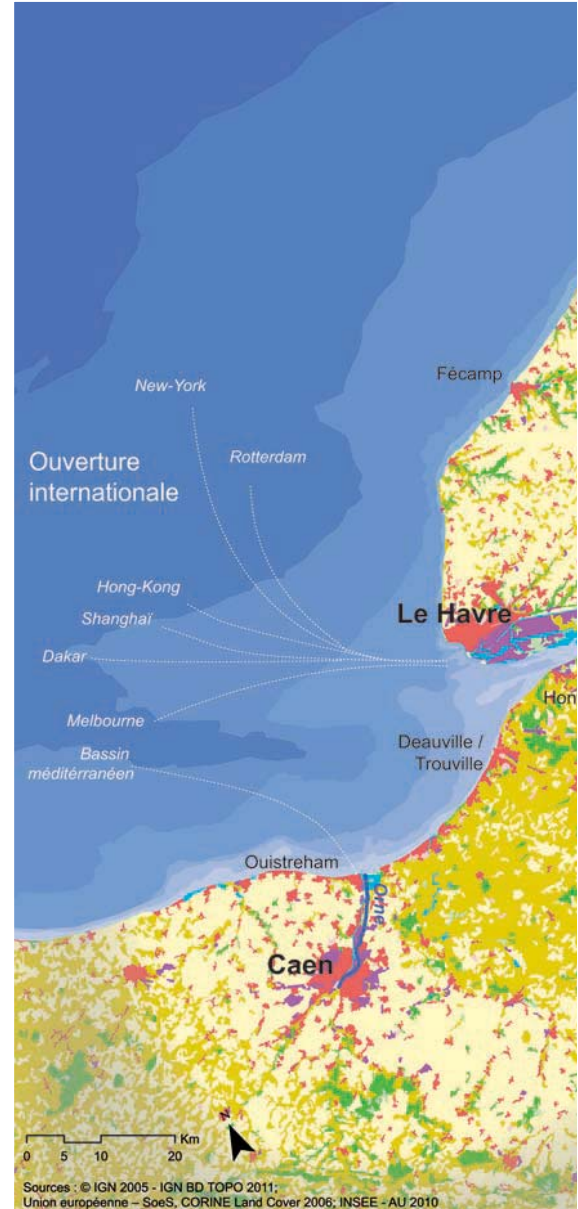 Fécamp
New-York
Rotterdam
Ouverture
internationale
Hong-Kong
Shanghaï
Le Havre
Dakar
Hon
Melbourne
Deauville /
Trouville
Bassin
méditérranéen
Ouistreham
Orne
Caen
N
Km
0 5 10 20
Sources : © IGN 2005 - IGN BD TOPO 2011;
Union européenne – SoeS, CORINE Land Cover 2006; INSEE - AU 2010